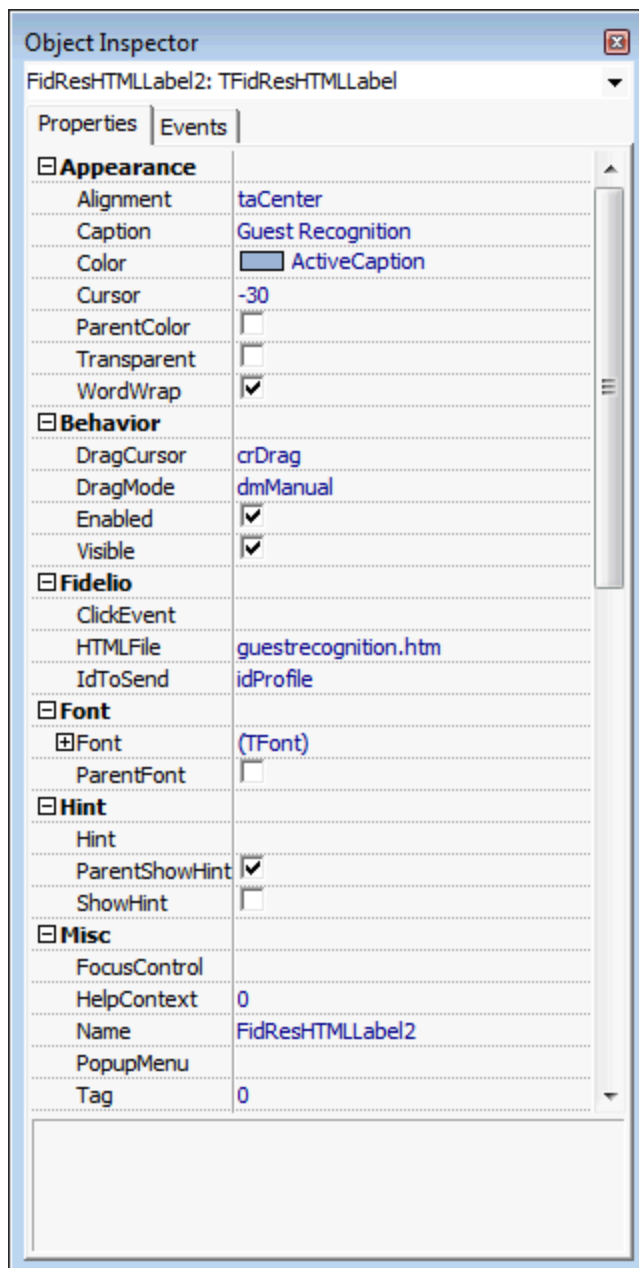 Object Inspector
FidResHTMLLabel2: TFidResHTMLLabel
Properties Events
Appearance
Alignment taCenter
Caption Guest Recognition
Color ActiveCaption
Cursor -30
ParentColor
Transparent
WordWrap
Behavior
DragCursor crDrag
DragMode dmManual
Enabled
Visible
Fidelio
ClickEvent
HTMLFile guestrecognition.htm
IdToSend idProfile
Font
Font (TFont)
ParentFont
Hint
Hint
ParentShowHint
ShowHint
Misc
FocusControl
HelpContext 0
Name FidResHTMLLabel2
PopupMenu
Tag 0